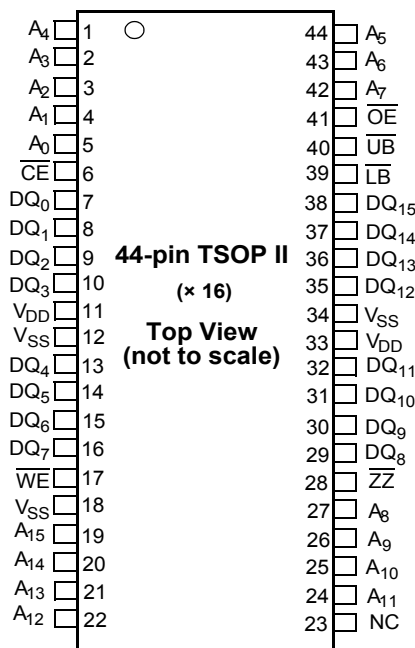 A4 1 44 A5
A3 2 43 A6
A2 3 42 A7
A1 4 41 OE
A0 5 40 UB
CE 6 39 LB
DQ0 7 38 DQ15
DQ1 8 37 DQ14
DQ2 9 44-pin TSOP II 36 DQ13
DQ3 10 (× 16) 35 DQ12
VDD 11 34 VSS
VSS 12 Top View 33 VDD
DQ4 13 (not to scale) 32 DQ11
DQ5 14 31 DQ10
DQ6 15 30 DQ9
DQ7 16 29 DQ8
WE 17 28 ZZ
VSS 18 27 A8
A15 19 26 A9
A14 20 25 A10
A13 21 24 A11
A12 22 23 NC